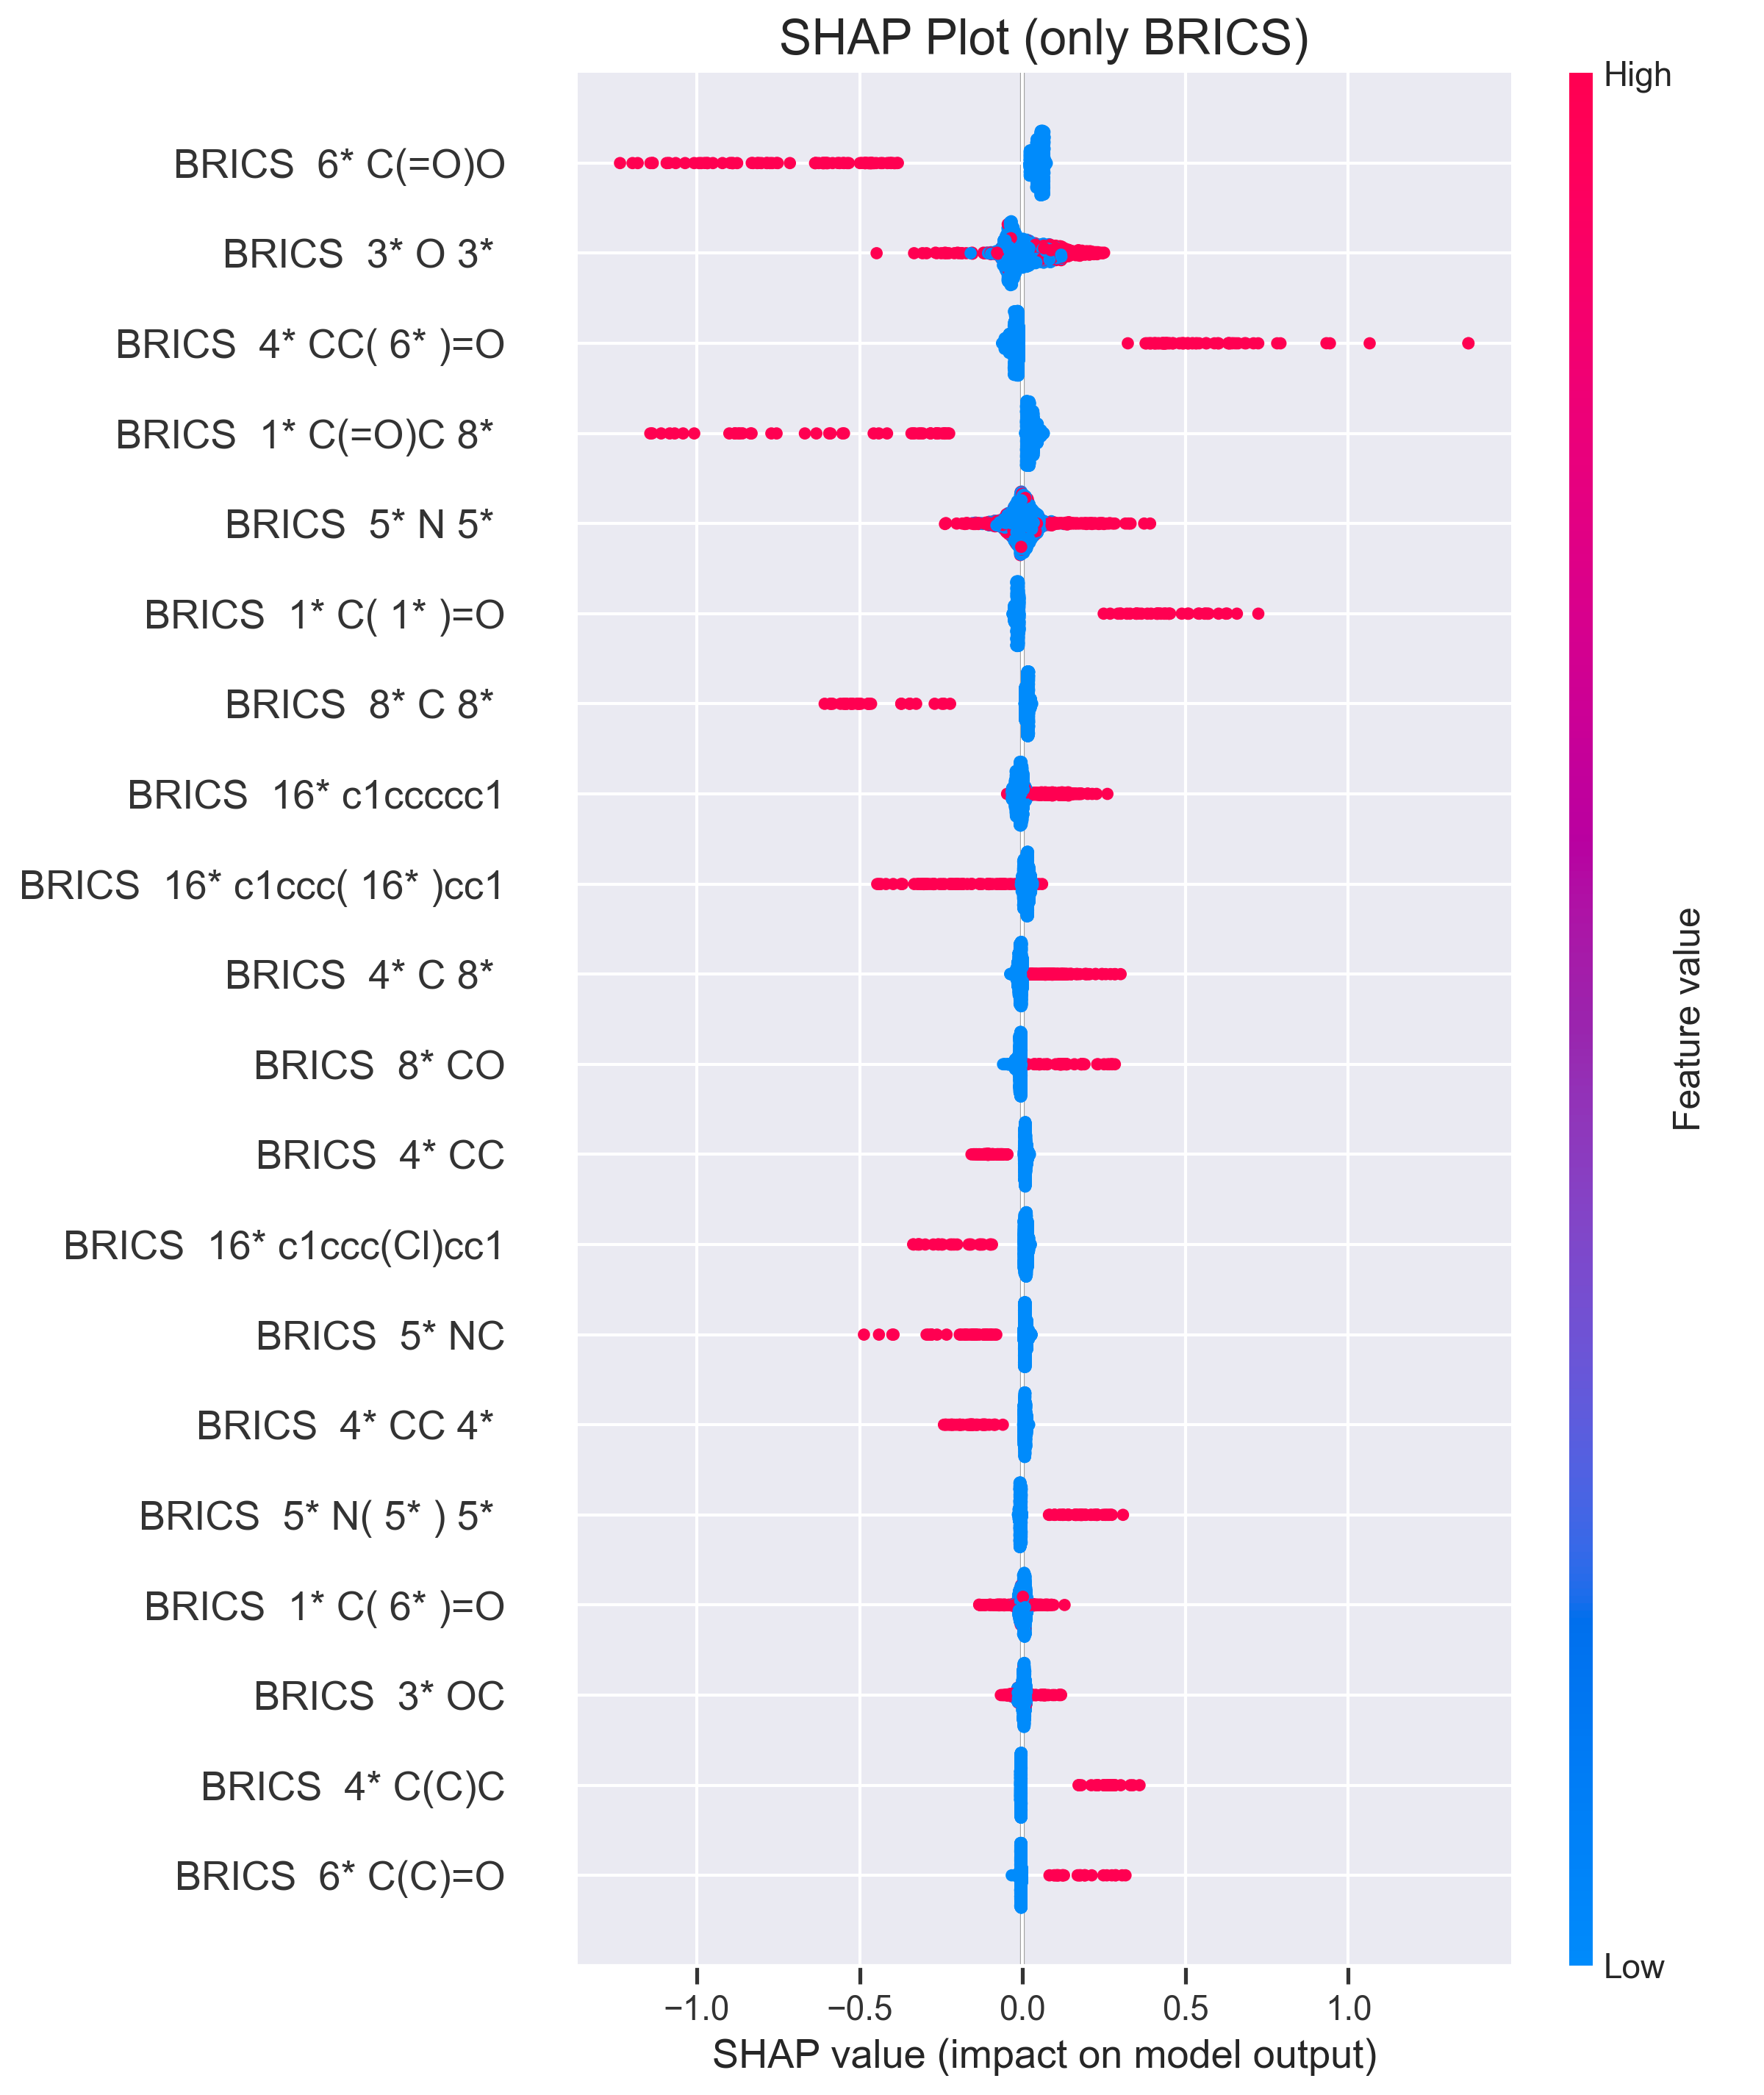 SHAP Plot (only BRICS)
High
BRICS  6* C(=O)O
BRICS  3* O 3*
BRICS  4* CC( 6* )=O
BRICS  1* C(=O)C 8*
BRICS  5* N 5*
BRICS  1* C( 1* )=O
BRICS  8* C 8*
BRICS  16* c1ccccc1
BRICS  16* c1ccc( 16* )cc1
BRICS  4* C 8*
BRICS  8* CO
BRICS  4* CC
BRICS  16* c1ccc(Cl)cc1
BRICS  5* NC
BRICS  4* CC 4*
BRICS  5* N( 5* ) 5*
BRICS  1* C( 6* )=O
BRICS  3* OC
BRICS  4* C(C)C
BRICS  6* C(C)=O
Feature value
Low
−1.0 −0.5 0.0 0.5 1.0
SHAP value (impact on model output)